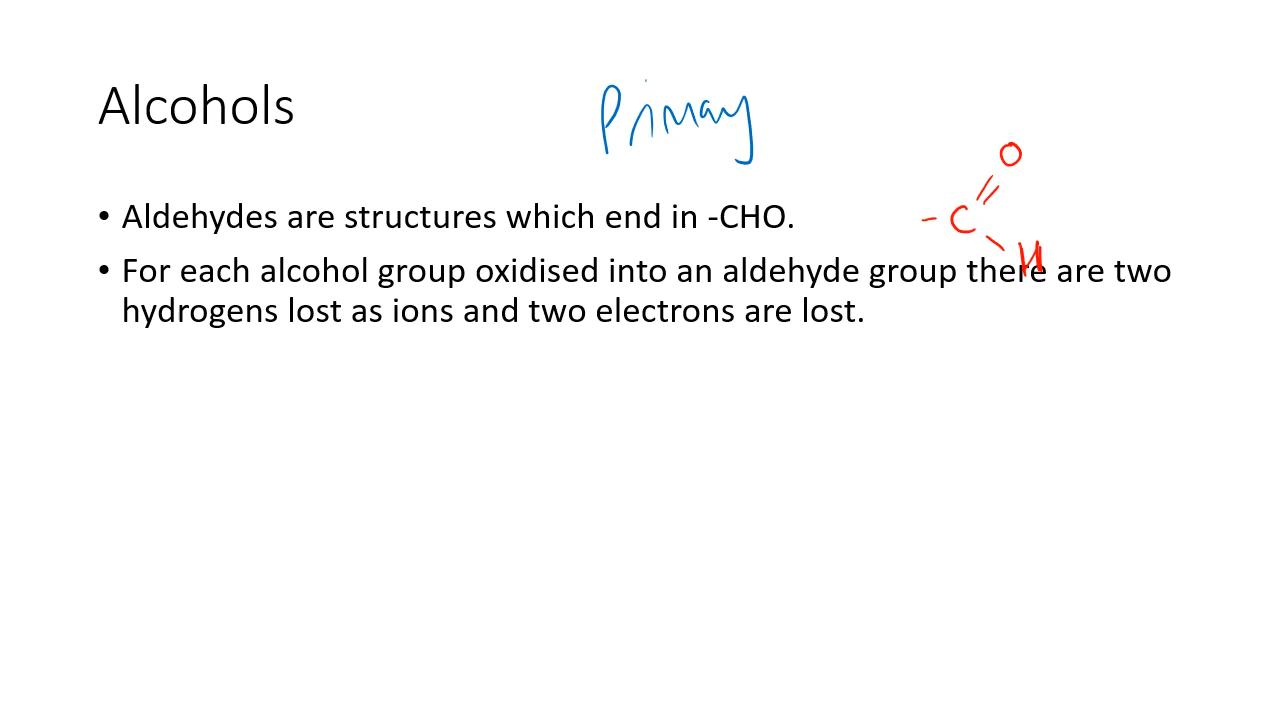 Alcohols
Primary
O
- C
H
• Aldehydes are structures which end in -CHO.
• For each alcohol group oxidised into an aldehyde group there are two
hydrogens lost as ions and two electrons are lost.